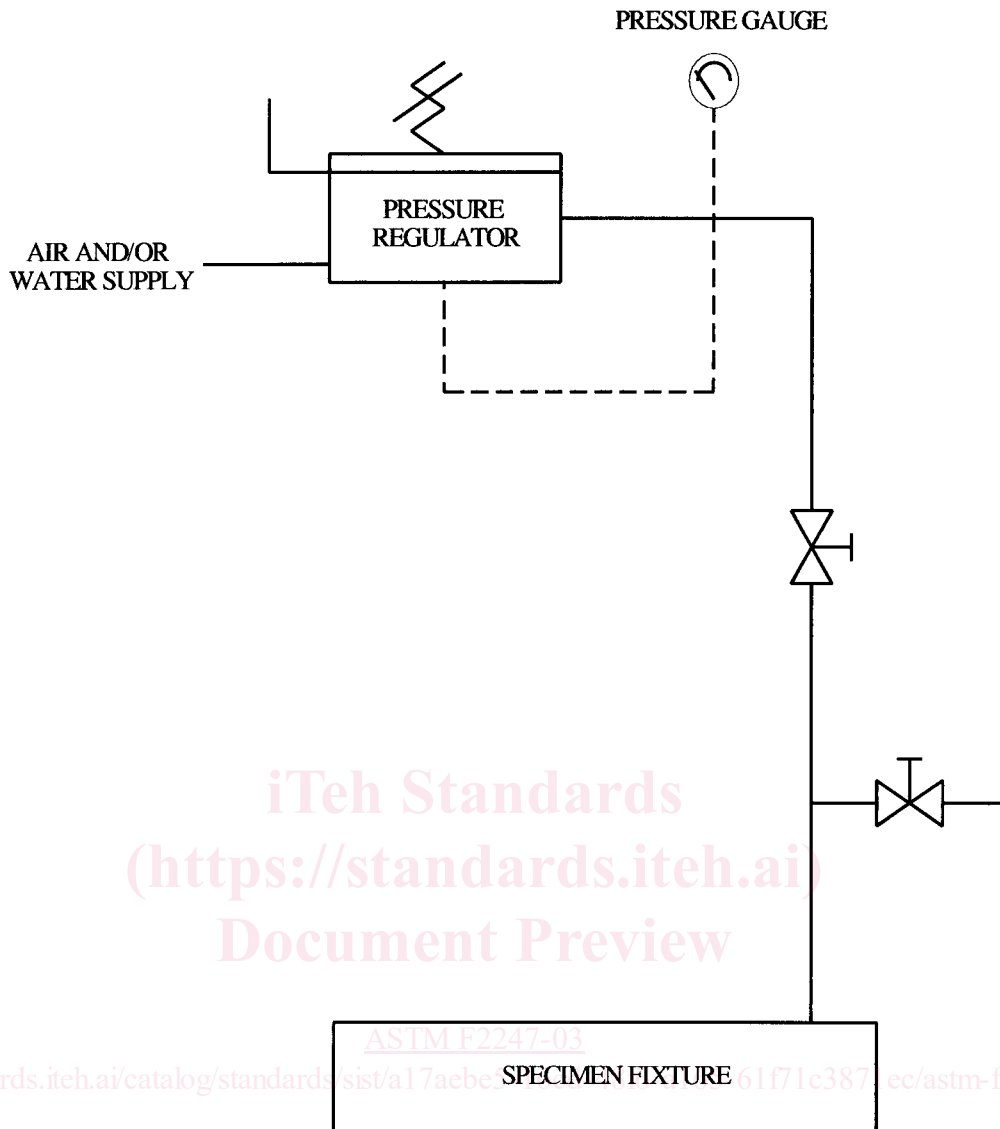 PRESSURE GAUGE
PRESSURE
REGULATOR
AIR AND/OR
WATER SUPPLY
iTeh Standards
(https://standards.iteh.ai)
Document Preview
ASTM F2247-03
SPECIMEN FIXTURE